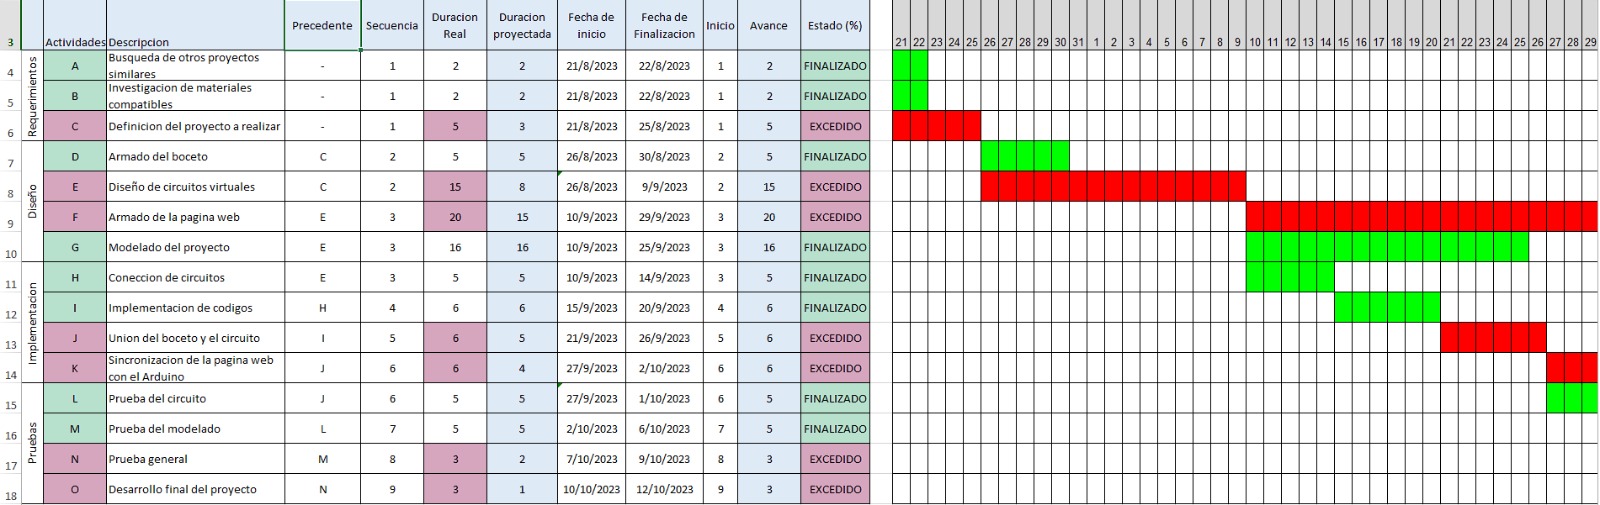 3 Actividades Descripcion Precedente Secuencia Duracion Real Duracion proyectada Fecha de inicio Fecha de Finalizacion Inicio Avance Estado (%) 21 22 23 24 25 26 27 28 29 30 31 1 2 3 4 5 6 7 8 9 10 11 12 13 14 15 16 17 18 19 20 21 22 23 24 25 26 27 28 29
Requerimientos
4 A Busqueda de otros proyectos similares - 1 2 2 21/8/2023 22/8/2023 1 2 FINALIZADO
5 B Investigacion de materiales compatibles - 1 2 2 21/8/2023 22/8/2023 1 2 FINALIZADO
6 C Definicion del proyecto a realizar - 1 5 3 21/8/2023 25/8/2023 1 5 EXCEDIDO
Diseño
7 D Armado del boceto C 2 5 5 26/8/2023 30/8/2023 2 5 FINALIZADO
8 E Diseño de circuitos virtuales C 2 15 8 26/8/2023 9/9/2023 2 15 EXCEDIDO
9 F Armado de la pagina web E 3 20 15 10/9/2023 29/9/2023 3 20 EXCEDIDO
10 G Modelado del proyecto E 3 16 16 10/9/2023 25/9/2023 3 16 FINALIZADO
Implementacion
11 H Coneccion de circuitos E 3 5 5 10/9/2023 14/9/2023 3 5 FINALIZADO
12 I Implementacion de codigos H 4 6 6 15/9/2023 20/9/2023 4 6 FINALIZADO
13 J Union del boceto y el circuito I 5 6 5 21/9/2023 26/9/2023 5 6 EXCEDIDO
14 K Sincronizacion de la pagina web con el Arduino J 6 6 4 27/9/2023 2/10/2023 6 6 EXCEDIDO
Pruebas
15 L Prueba del circuito J 6 5 5 27/9/2023 1/10/2023 6 5 FINALIZADO
16 M Prueba del modelado L 7 5 5 2/10/2023 6/10/2023 7 5 FINALIZADO
17 N Prueba general M 8 3 2 7/10/2023 9/10/2023 8 3 EXCEDIDO
18 O Desarrollo final del proyecto N 9 3 1 10/10/2023 12/10/2023 9 3 EXCEDIDO